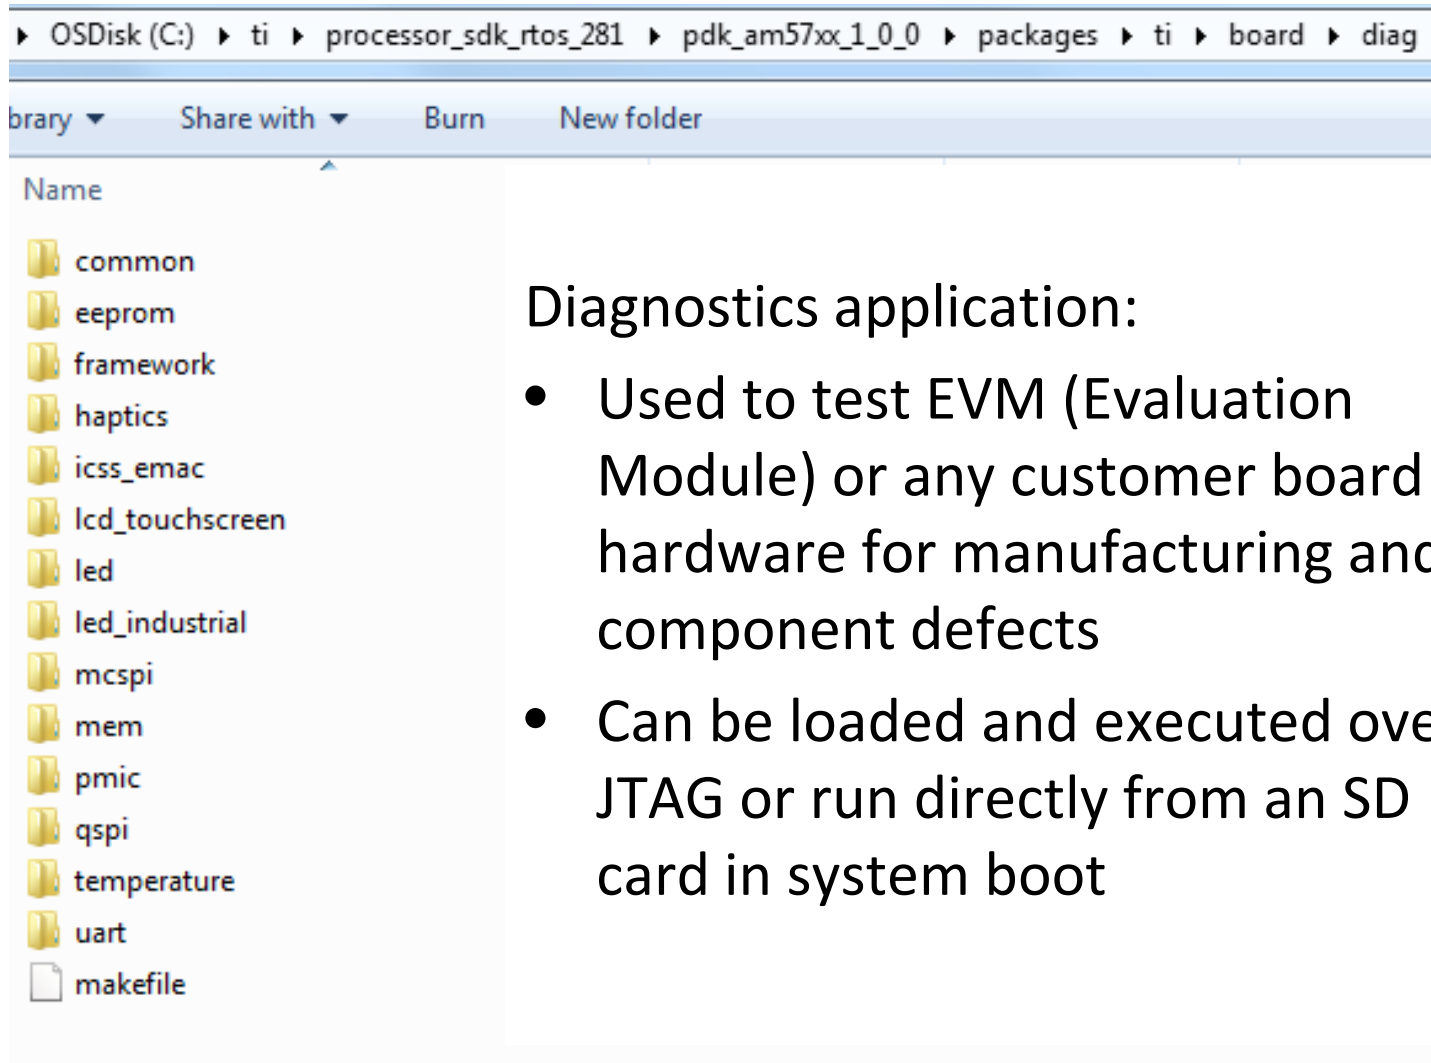 OSDisk (C:) ▸ ti ▸ processor_sdk_rtos_281 ▸ pdk_am57xx_1_0_0 ▸ packages ▸ ti ▸ board ▸ diag
brary Share with Burn New folder
Name
common
eeprom
framework
haptics
icss_emac
lcd_touchscreen
led
led_industrial
mcspi
mem
pmic
qspi
temperature
uart
makefile
Diagnostics application:
• Used to test EVM (Evaluation
Module) or any customer board
hardware for manufacturing and
component defects
• Can be loaded and executed ove
JTAG or run directly from an SD
card in system boot